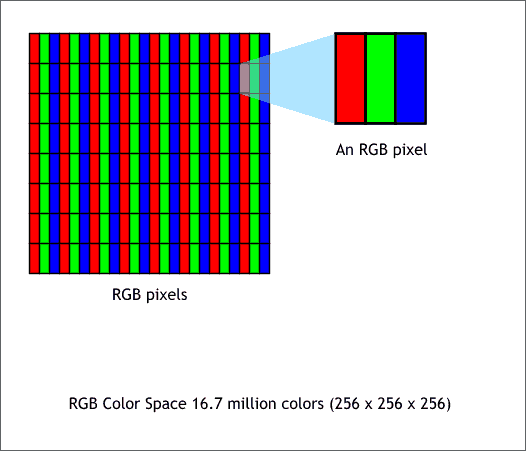 An RGB pixel
RGB pixels
RGB Color Space 16.7 million colors (256 x 256 x 256)